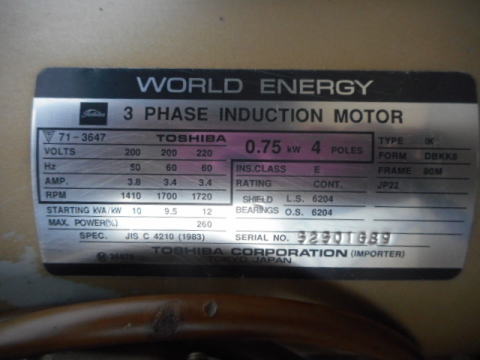 WORLD ENERGY
Toshiba 3 PHASE INDUCTION MOTOR
71-3647 TOSHIBA 0.75 kW 4 POLES TYPE IK
VOLTS 200 200 220 FORM DBKK8
Hz 50 60 60 INS.CLASS E FRAME 80M
AMP. 3.8 3.4 3.4 RATING CONT. JP22
RPM 1410 1700 1720 SHIELD L.S. 6204
STARTING kVA/kW 10 9.5 12 BEARINGS O.S. 6204
MAX. POWER(%) 260
SPEC. JIS C 4210 (1983) SERIAL NO. 92901989
TOSHIBA CORPORATION (IMPORTER)
TOKYO JAPAN